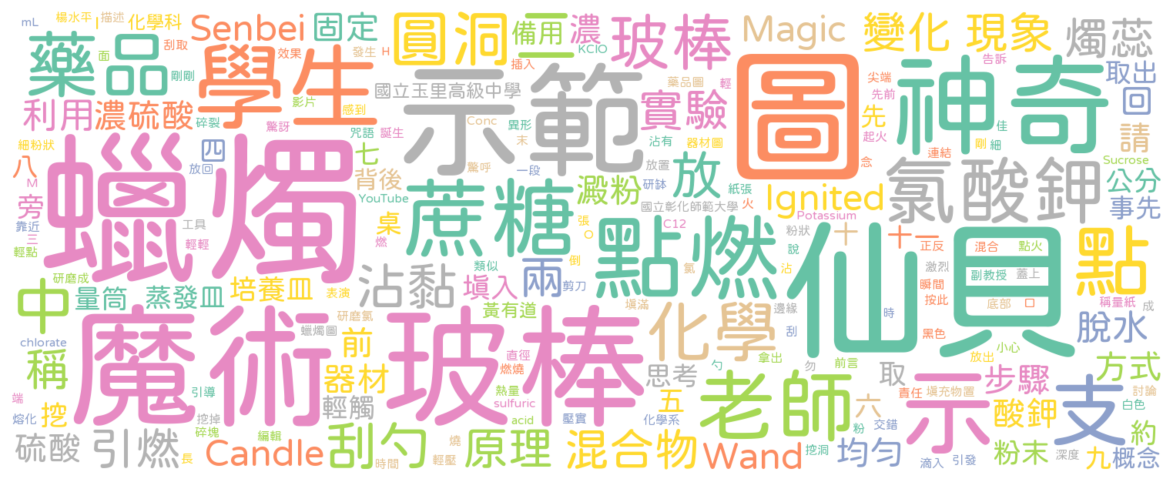 mL
楊水平
描述
化學科
Senbei
固定
圓洞
備用
濃
KClO
二
玻棒
Magic
變化
現象
告訴
燭蕊
面
刮取
藥品
剛剛
學生
效果
發生
H
插入
示範
藥品圖
輕
圖
尖端
先前
神奇
取出
回
利用
濃硫酸
碎裂
影片
感到
國立玉里高級中學
實驗
先
起火
連結
佳
剛
細
請
細粉狀
驚訝
咒語
誕生
Conc
異形
末
沾有
器材圖
念
Sucrose
八
放回
四
七
驚呼
一段
放置
研缽
紙張
火
Ignited
氯酸鉀
公分
事先
M
旁
背後
YouTube
蔗糖
澱粉
放
國立彰化師範大學
蠟燭
靠近
三
輕點
工具
輕輕
桌
燃
張
O
C12
Potassium
粉狀
說
十
十一
正反
混合
點火
點
點燃
仙貝
激烈
副教授
蓋上
瞬間
按此
底部
口
稱量紙
成
研磨成
中
量筒
蒸發皿
培養皿
表演
沾黏
類似
填入
兩
倒
剪刀
氯
沾
邊緣
時
黑色
脫水
chlorate
魔術
玻棒
研磨氯
蠟燭圖
黃有道
填滿
化學
刮
拿出
勿
前言
小心
放出
方式
稱
前
器材
直徑
燃燒
思考
老師
取
責任
填充物置
步驟
討論
端
引導
挖
挖掉
輕觸
熱量
sulfuric
壓實
五
勺
六
示
支
酸鉀
白色
熔化
碎塊
編輯
acid
化學系
粉
交錯
約
硫酸
引燃
長
Candle
燒
時間
刮勺
輕壓
原理
混合物
Wand
挖洞
均勻
滴入
引發
粉末
深度
九
概念